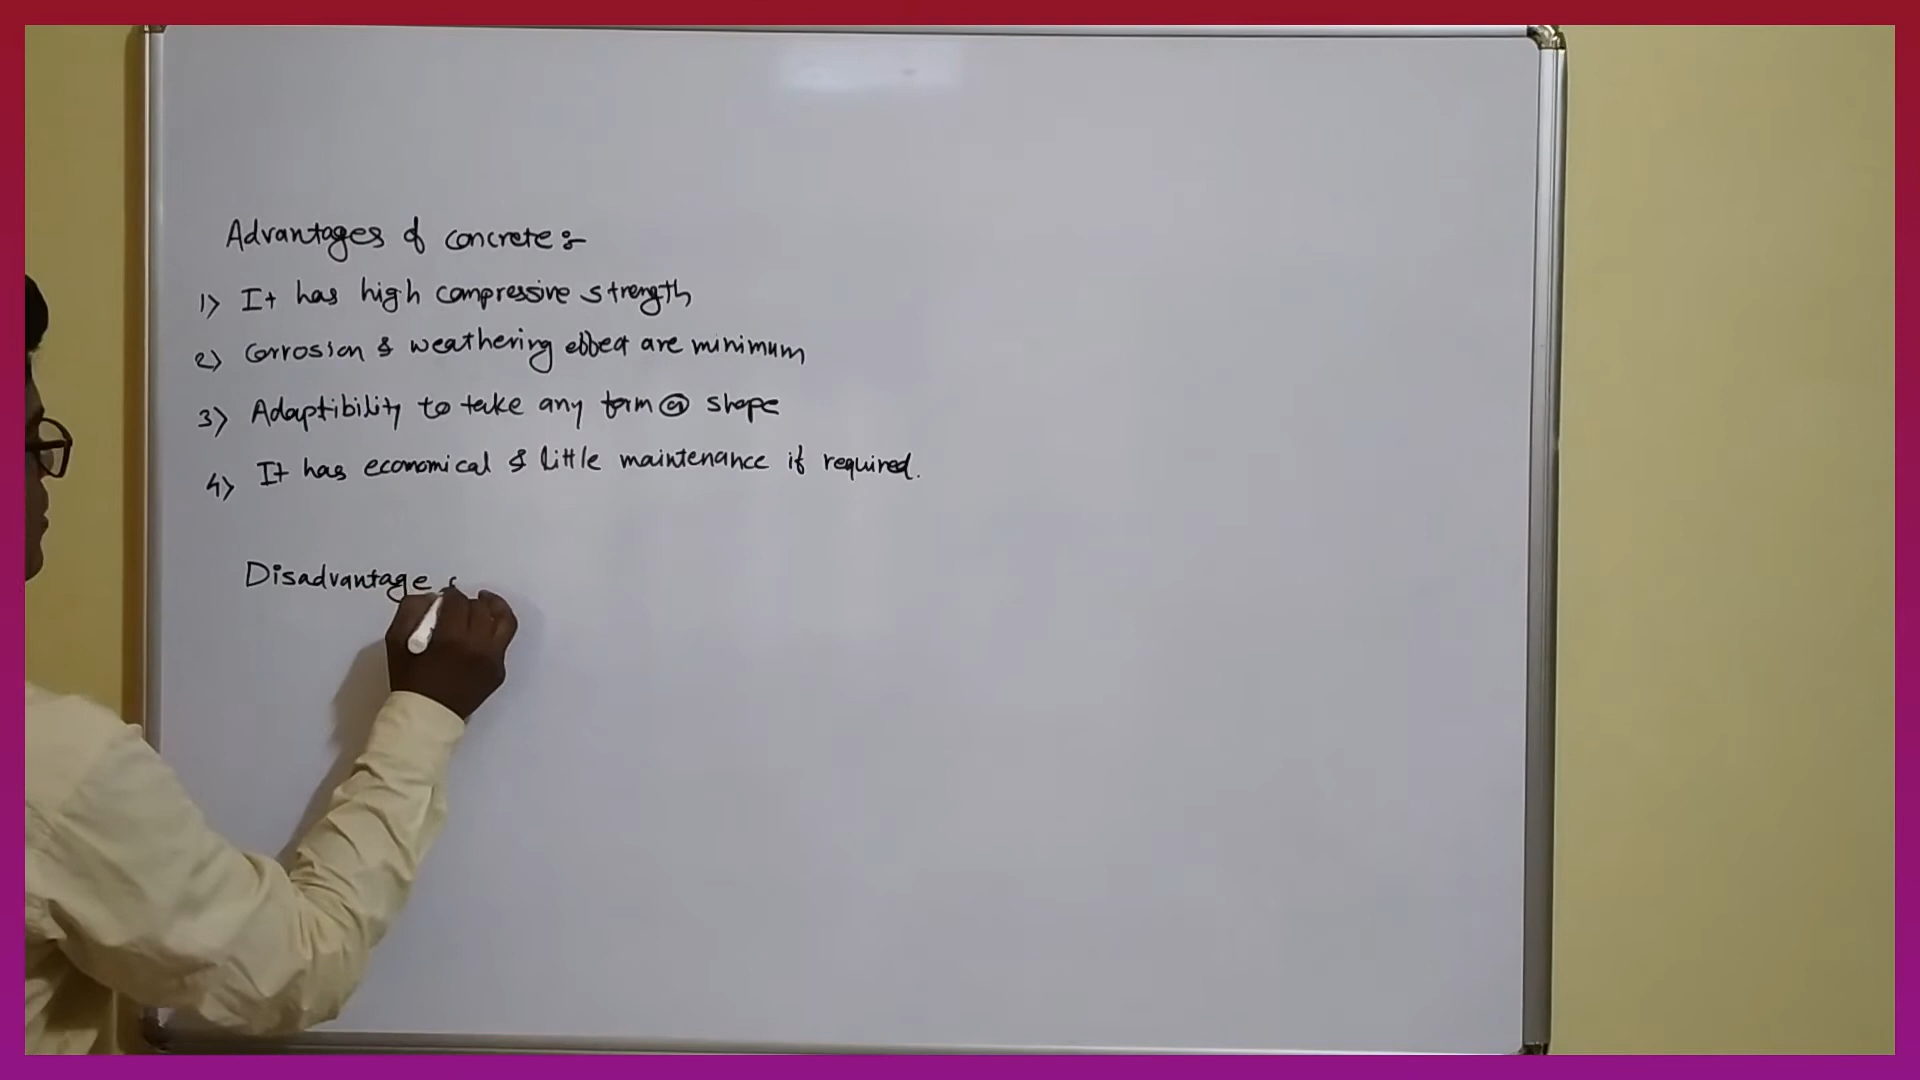 Advantages of concrete :-
1) It has high compressive strength
2) Corrosion & weathering effect are minimum
3) Adaptibility to take any form or shape
4) It has economical & little maintenance if required.
Disadvantage